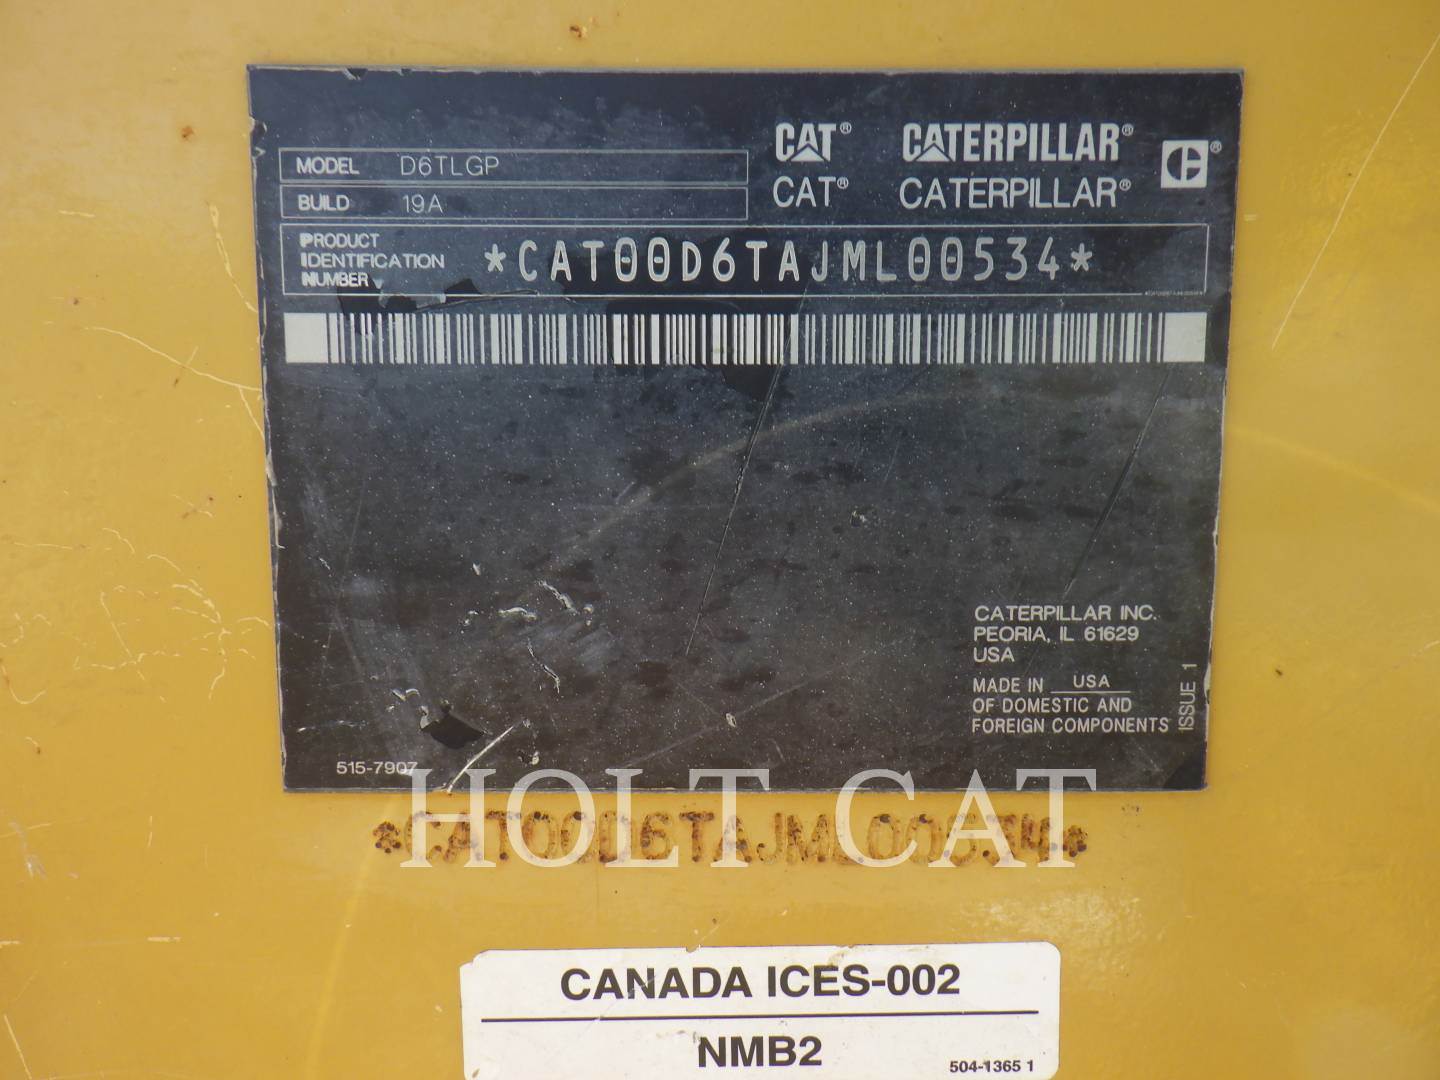 CAT® CATERPILLAR®
MODEL D6TLGP
CAT® CATERPILLAR®
BUILD 19A
PRODUCT
IDENTIFICATION
NUMBER
*CAT00D6TAJML00534*
CATERPILLAR INC.
PEORIA, IL 61629
USA
MADE IN USA
OF DOMESTIC AND
FOREIGN COMPONENTS
ISSUE 1
515-7907
HOLT CAT
*CAT00D6TAJML00534*
CANADA ICES-002
NMB2
504-1365 1